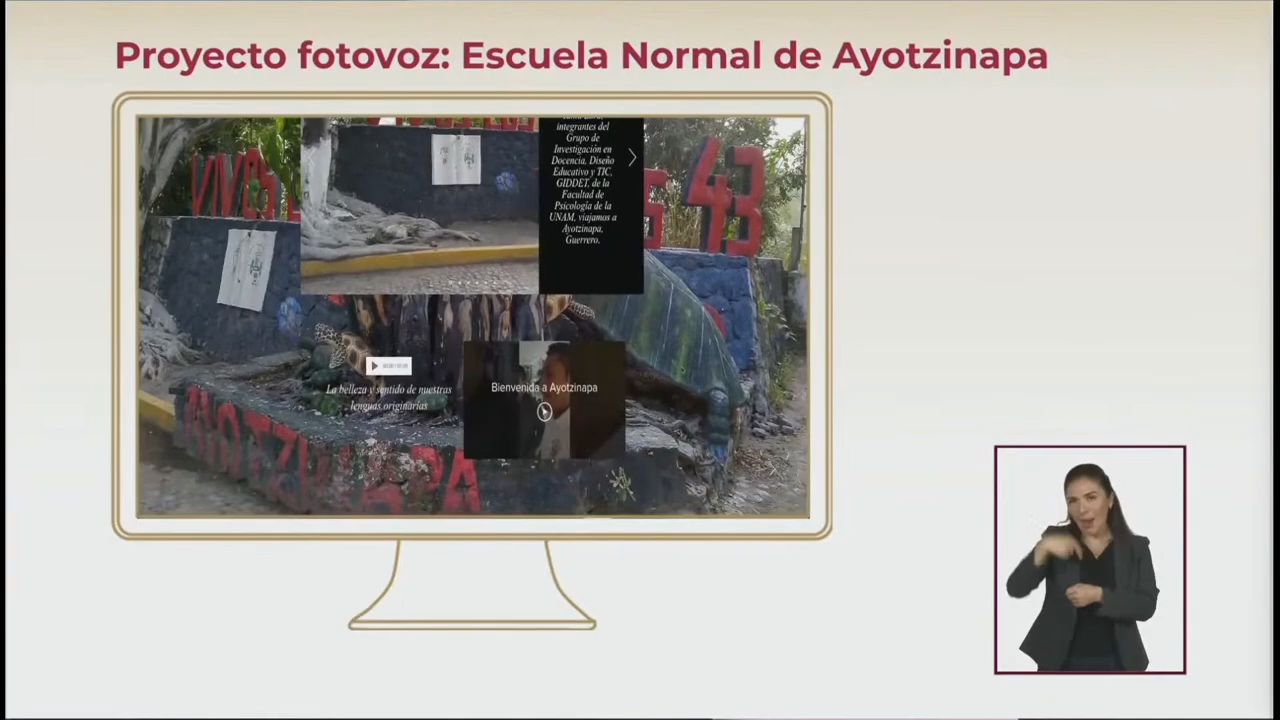 Proyecto fotovoz: Escuela Normal de Ayotzinapa
integrantes del
Grupo de
Investigación en
Docencia, Diseño
Educativo y TIC,
GIDDET, de la
Facultad de
Psicología de la
UNAM, viajamos a
Ayotzinapa,
Guerrero.
VIVOS
43
La belleza y sentido de nuestras
lenguas originarias
Bienvenida a Ayotzinapa
AYOTZINAPA